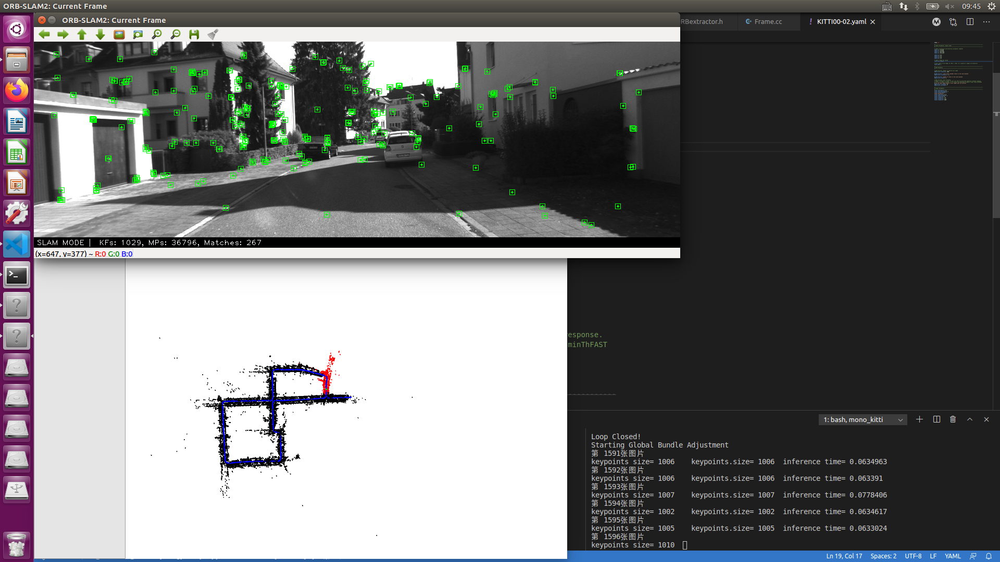 ORB-SLAM2: Current Frame
09:45
ORB-SLAM2: Current Frame
RBextractor.h
Frame.cc
! KITTI00-02.yaml
SLAM MODE | KFs: 1029, MPs: 36796, Matches: 267
(x=647, y=377) ~ R:0 G:0 B:0
esponse.
minThFAST
1: bash, mono_kitti
Loop Closed!
Starting Global Bundle Adjustment
第 1591张图片
keypoints size= 1006 keypoints.size= 1006 inference time= 0.0634963
第 1592张图片
keypoints size= 1006 keypoints.size= 1006 inference time= 0.063391
第 1593张图片
keypoints size= 1007 keypoints.size= 1007 inference time= 0.0778406
第 1594张图片
keypoints size= 1002 keypoints.size= 1002 inference time= 0.0634617
第 1595张图片
keypoints size= 1005 keypoints.size= 1005 inference time= 0.0633024
第 1596张图片
keypoints size= 1010
Ln 19, Col 17 Spaces: 2 UTF-8 LF YAML